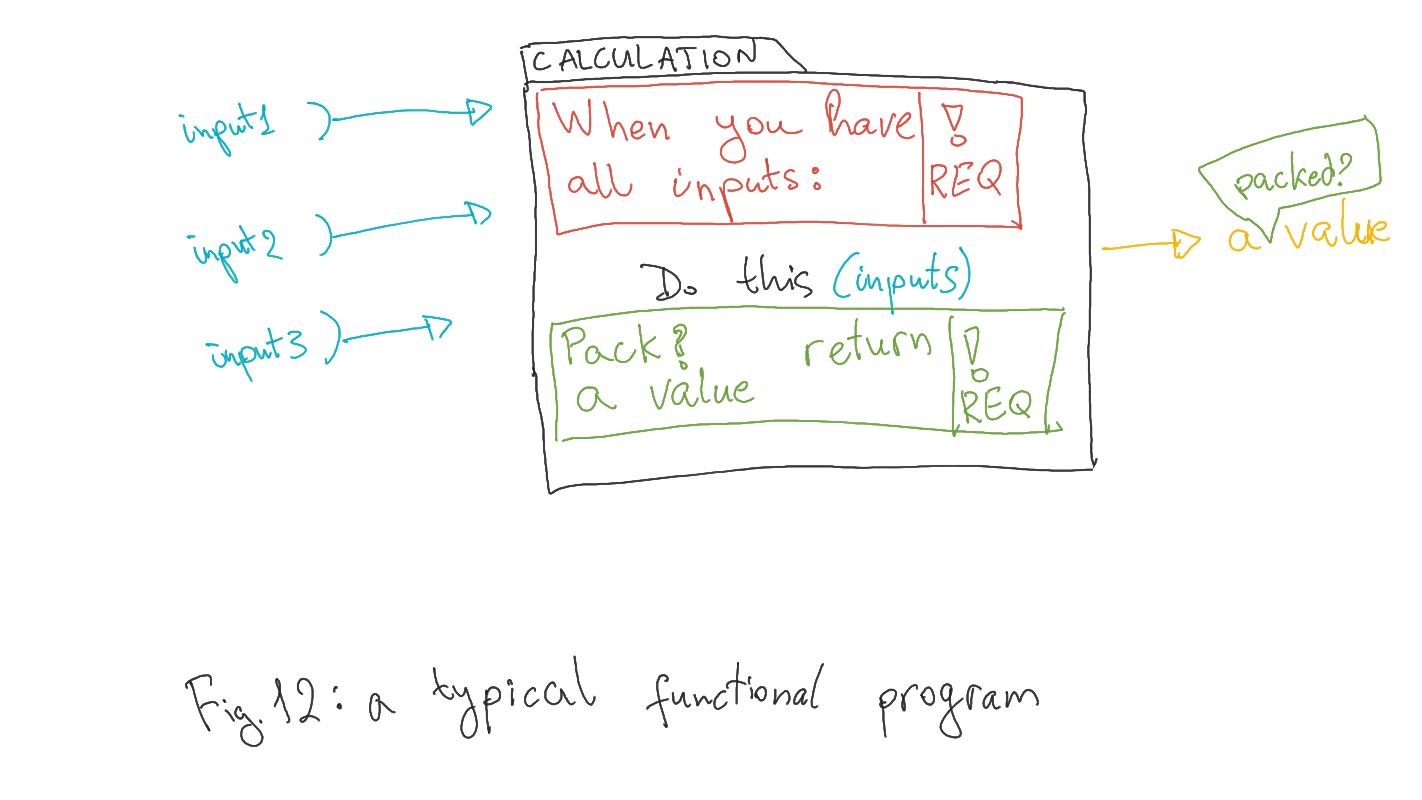 CALCULATION
input1
When you have
all inputs:
!
REQ
input2
Do this (inputs)
input3
Pack? return
a value
!
REQ
packed?
a value
Fig.12: a typical functional program